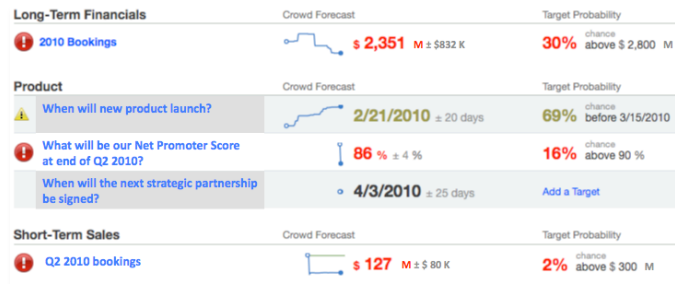 Long-Term Financials Crowd Forecast Target Probability
2010 Bookings $ 2,351 M ± $832 K 30% chance above $ 2,800 M
Product Crowd Forecast Target Probability
When will new product launch? 2/21/2010 ± 20 days 69% chance before 3/15/2010
What will be our Net Promoter Score
at end of Q2 2010? 86 % ± 4 % 16% chance above 90 %
When will the next strategic partnership
be signed? 4/3/2010 ± 25 days Add a Target
Short-Term Sales Crowd Forecast Target Probability
Q2 2010 bookings $ 127 M ± $ 80 K 2% chance above $ 300 M